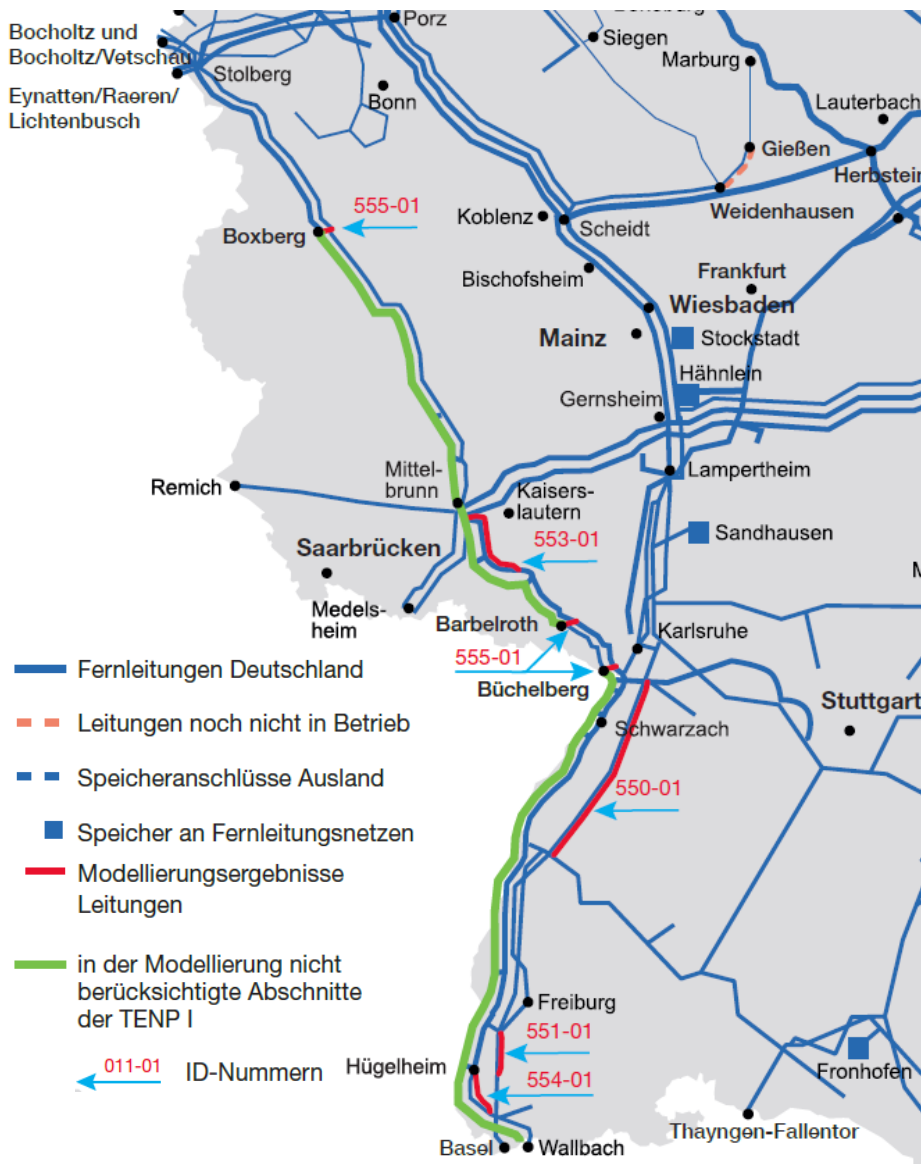 Bocholtz und
Bocholtz/Vetschau
Eynatten/Raeren/
Lichtenbusch
Porz
Siegen
Marburg
Stolberg
Bonn
Lauterbach
Gießen
Herbstein
Weidenhausen
555-01
Koblenz
Scheidt
Boxberg
Bischofsheim
Frankfurt
Wiesbaden
Mainz
Stockstadt
Hähnlein
Gernsheim
Mittel-
brunn
Lampertheim
Remich
Kaisers-
lautern
Sandhausen
Saarbrücken
553-01
Medels-
heim
Barbelroth
Karlsruhe
555-01
Büchelberg
Stuttgart
Schwarzach
550-01
Fernleitungen Deutschland
Leitungen noch nicht in Betrieb
Speicheranschlüsse Ausland
Speicher an Fernleitungsnetzen
Modellierungsergebnisse
Leitungen
in der Modellierung nicht
berücksichtigte Abschnitte
der TENP I
011-01
ID-Nummern
Freiburg
551-01
Hügelheim
554-01
Fronhofen
Thayngen-Fallentor
Basel
Wallbach